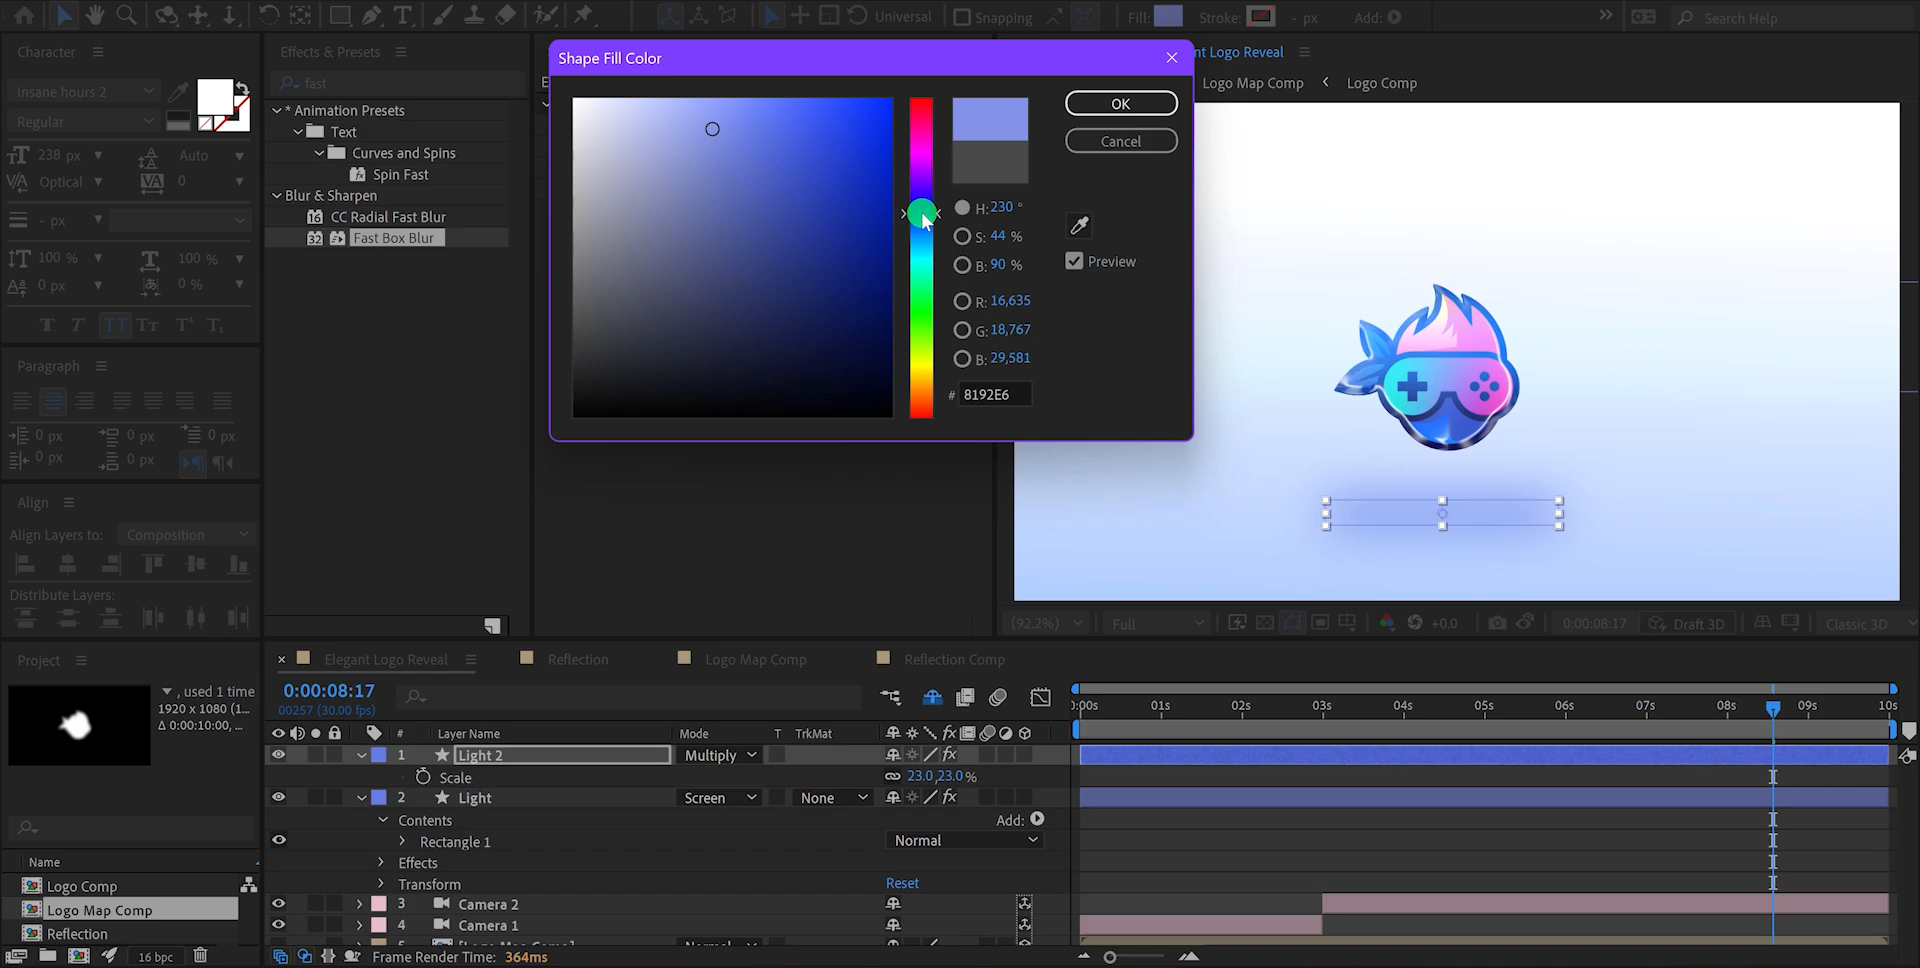 Universal
Snapping
Fill:
Stroke:
- px
Add:
Search Help
Character
Insane hours 2
Regular
238 px
Auto
Optical
0
- px
100 %
100 %
0 px
0 %
Paragraph
0 px
0 px
0 px
0 px
0 px
Align
Align Layers to:
Composition
Distribute Layers:
Effects & Presets
fast
* Animation Presets
Text
Curves and Spins
Spin Fast
Blur & Sharpen
16 CC Radial Fast Blur
32 Fast Box Blur
Shape Fill Color
OK
Cancel
H: 230 °
S: 44 %
B: 90 %
R: 16,635
G: 18,767
B: 29,581
# 8192E6
Preview
nt Logo Reveal
Logo Map Comp
Logo Comp
(92.2%)
Full
+0.0
0:00:08:17
Draft 3D
Classic 3D
Project
, used 1 time
1920 x 1080 (1...
Δ 0:00:10:00, ...
Name
Logo Comp
Logo Map Comp
Reflection
16 bpc
Elegant Logo Reveal
Reflection
Logo Map Comp
Reflection Comp
0:00:08:17
00257 (30.00 fps)
# Layer Name
Mode
T TrkMat
1 Light 2 Multiply
Scale 23.0,23.0%
2 Light Screen None
Contents Add:
Rectangle 1 Normal
Effects
Transform Reset
3 Camera 2
4 Camera 1
Frame Render Time: 364ms
0:00s 01s 02s 03s 04s 05s 06s 07s 08s 09s 10s